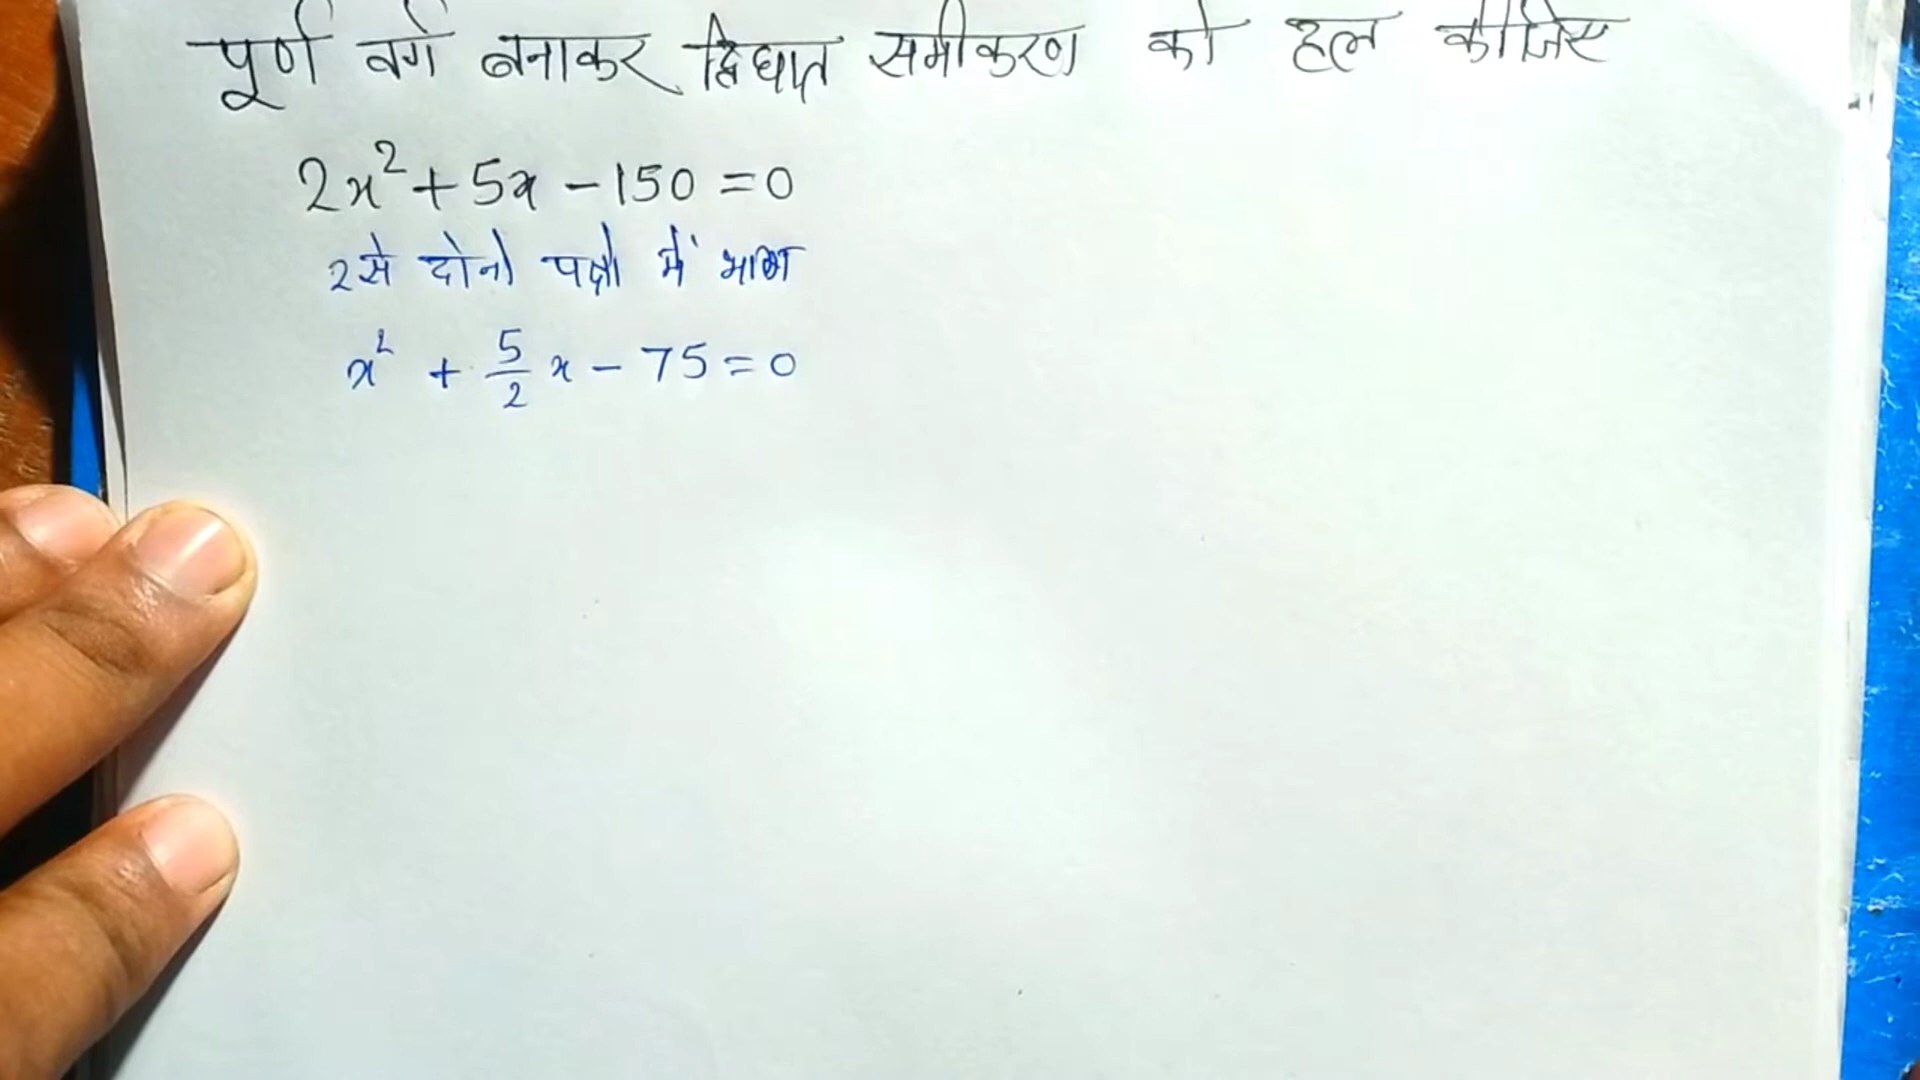 पूर्ण वर्ग बनाकर द्विघात समीकरण को हल कीजिए
2x² + 5x - 150 = 0
2 से दोनो पक्षो में भाग
x² + 5/2 x - 75 = 0